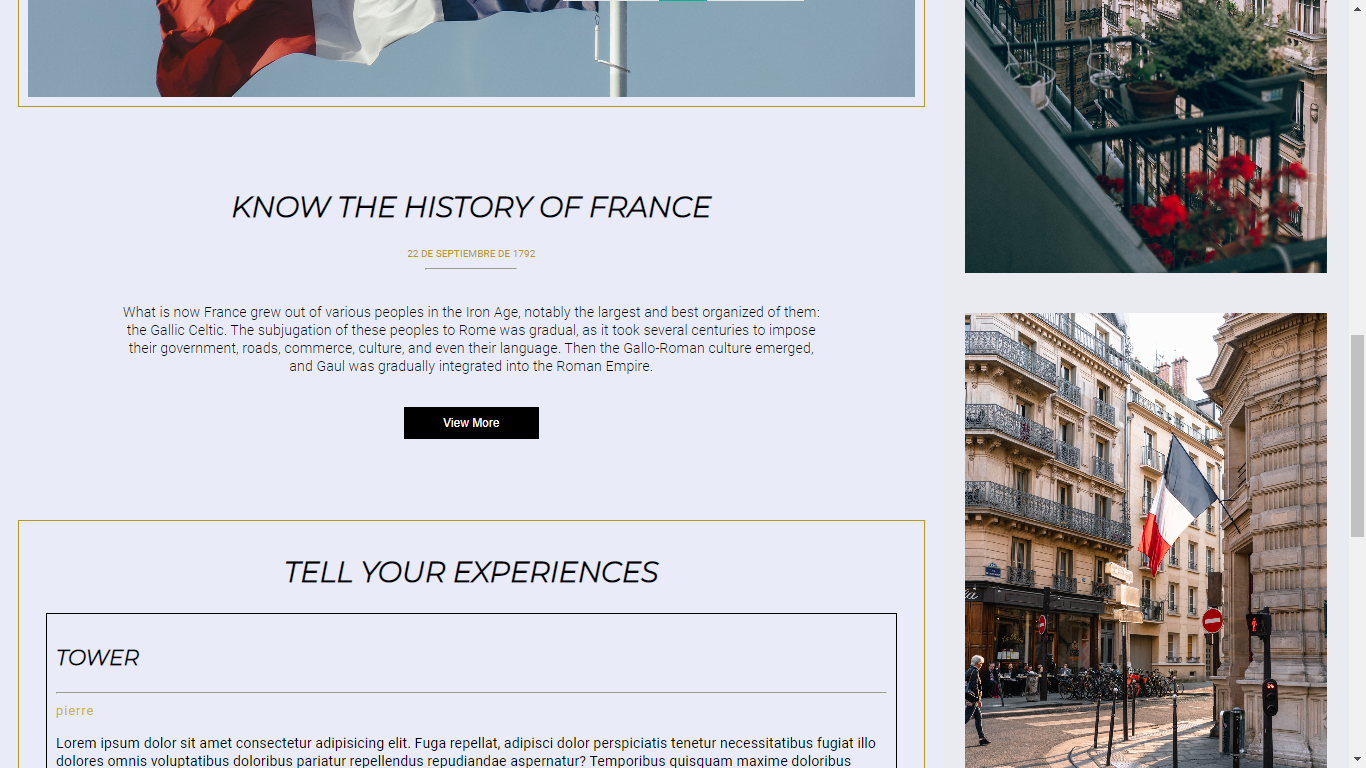 KNOW THE HISTORY OF FRANCE
22 DE SEPTIEMBRE DE 1792
What is now France grew out of various peoples in the Iron Age, notably the largest and best organized of them:
the Gallic Celtic. The subjugation of these peoples to Rome was gradual, as it took several centuries to impose
their government, roads, commerce, culture, and even their language. Then the Gallo-Roman culture emerged,
and Gaul was gradually integrated into the Roman Empire.
View More
TELL YOUR EXPERIENCES
TOWER
pierre
Lorem ipsum dolor sit amet consectetur adipisicing elit. Fuga repellat, adipisci dolor perspiciatis tenetur necessitatibus fugiat illo
dolores omnis voluptatibus doloribus pariatur repellendus repudiandae aspernatur? Temporibus quisquam maxime doloribus